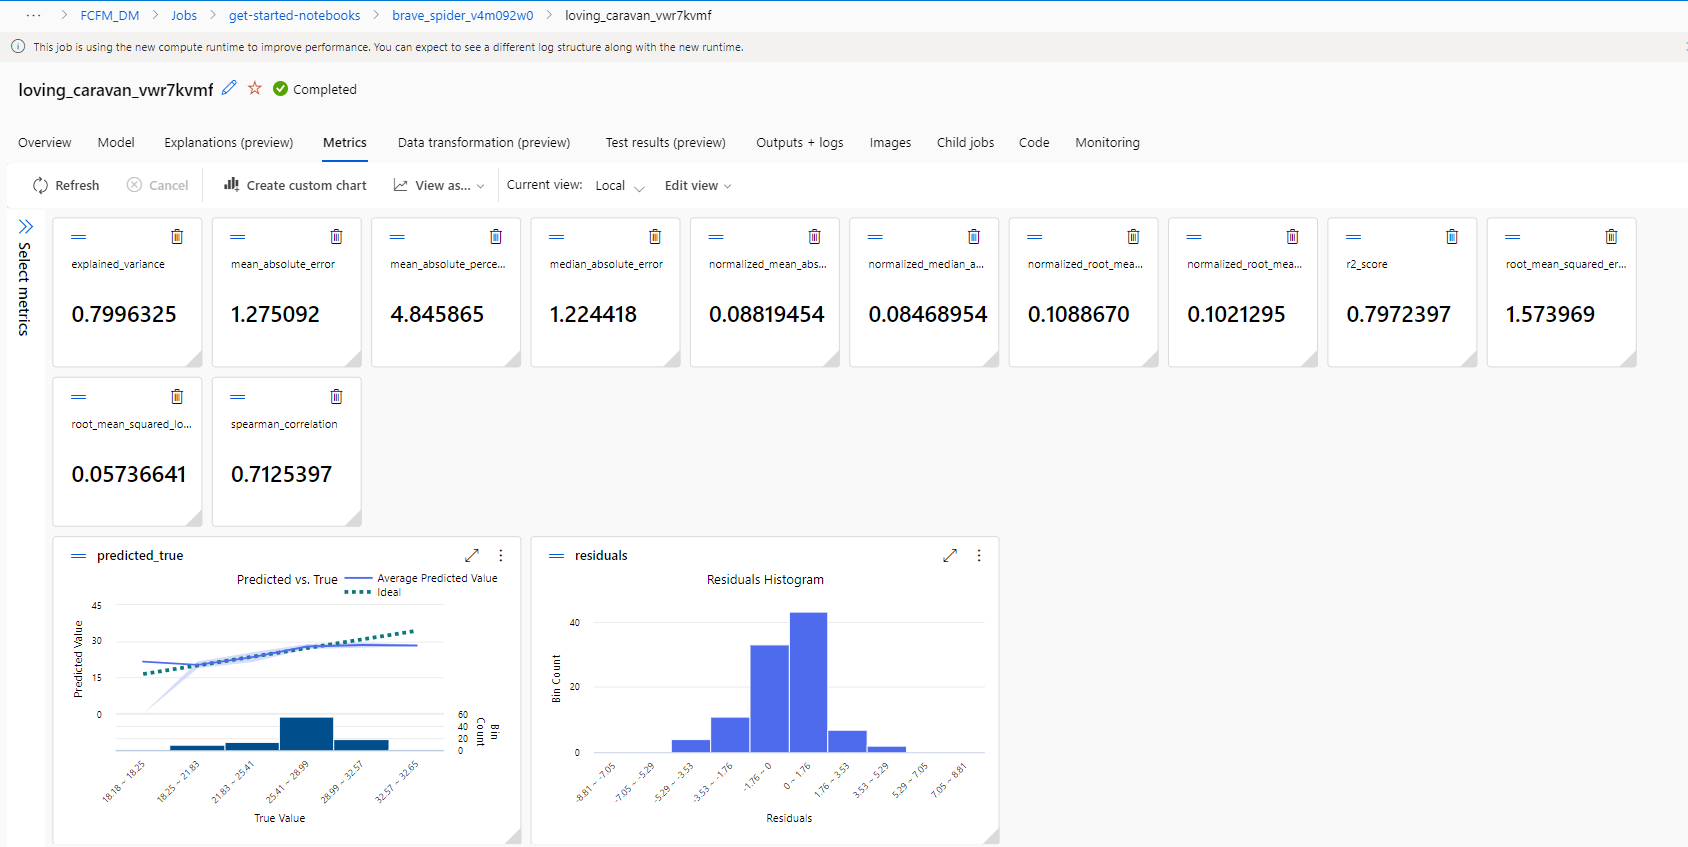 ··· > FCFM_DM > Jobs > get-started-notebooks > brave_spider_v4m092w0 > loving_caravan_vwr7kvmf
This job is using the new compute runtime to improve performance. You can expect to see a different log structure along with the new runtime.
loving_caravan_vwr7kvmf Completed
Overview Model Explanations (preview) Metrics Data transformation (preview) Test results (preview) Outputs + logs Images Child jobs Code Monitoring
Refresh Cancel Create custom chart View as... Current view: Local Edit view
Select metrics
explained_variance
0.7996325
mean_absolute_error
1.275092
mean_absolute_perce...
4.845865
median_absolute_error
1.224418
normalized_mean_abs...
0.08819454
normalized_median_a...
0.08468954
normalized_root_mea...
0.1088670
normalized_root_mea...
0.1021295
r2_score
0.7972397
root_mean_squared_er...
1.573969
root_mean_squared_lo...
0.05736641
spearman_correlation
0.7125397
predicted_true
Predicted vs. True
Average Predicted Value
Ideal
Predicted Value
45
30
15
0
60
40
20
0
Bin
Count
18.18 ~ 18.25
18.25 ~ 21.83
21.83 ~ 25.41
25.41 ~ 28.99
28.99 ~ 32.57
32.57 ~ 32.65
True Value
residuals
Residuals Histogram
Bin Count
40
20
0
-8.81 ~ -7.05
-7.05 ~ -5.29
-5.29 ~ -3.53
-3.53 ~ -1.76
-1.76 ~ 0
0 ~ 1.76
1.76 ~ 3.53
3.53 ~ 5.29
5.29 ~ 7.05
7.05 ~ 8.81
Residuals